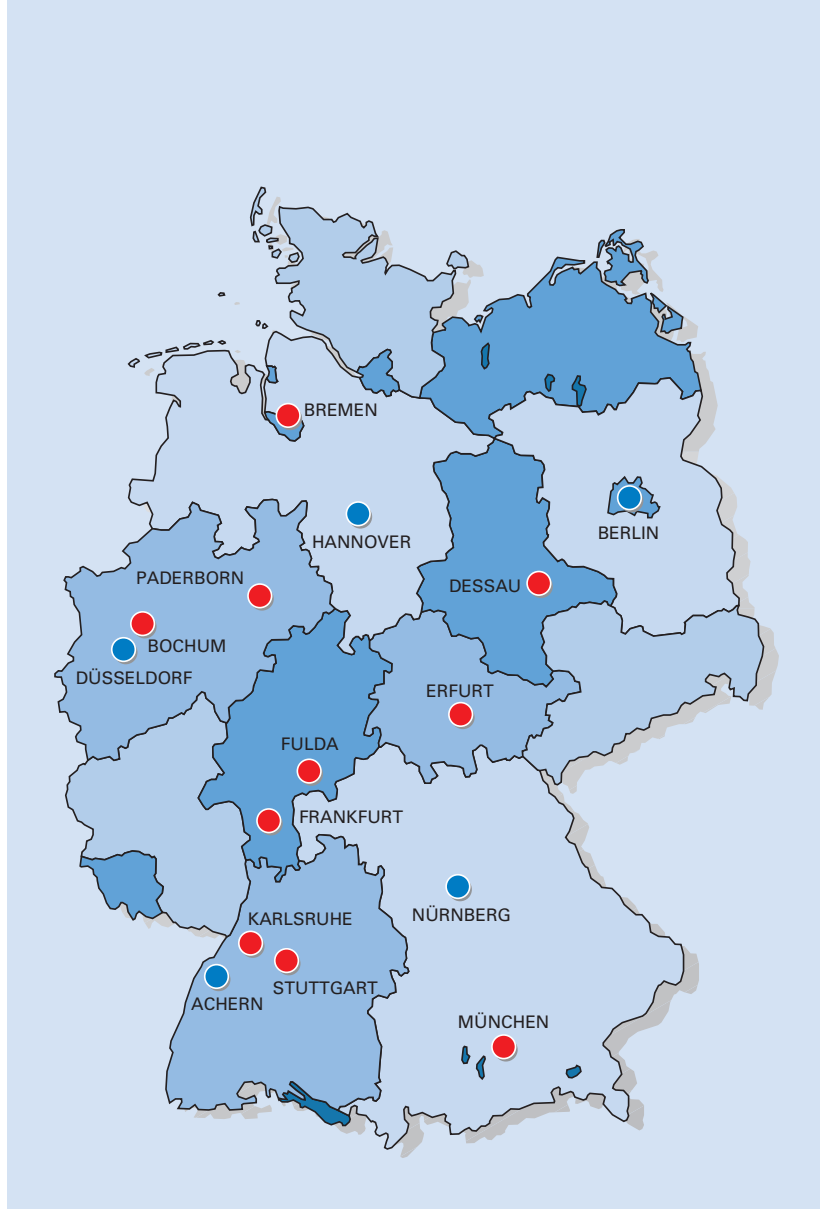 BREMEN
HANNOVER
BERLIN
PADERBORN
DESSAU
BOCHUM
DÜSSELDORF
ERFURT
FULDA
FRANKFURT
NÜRNBERG
KARLSRUHE
STUTTGART
ACHERN
MÜNCHEN